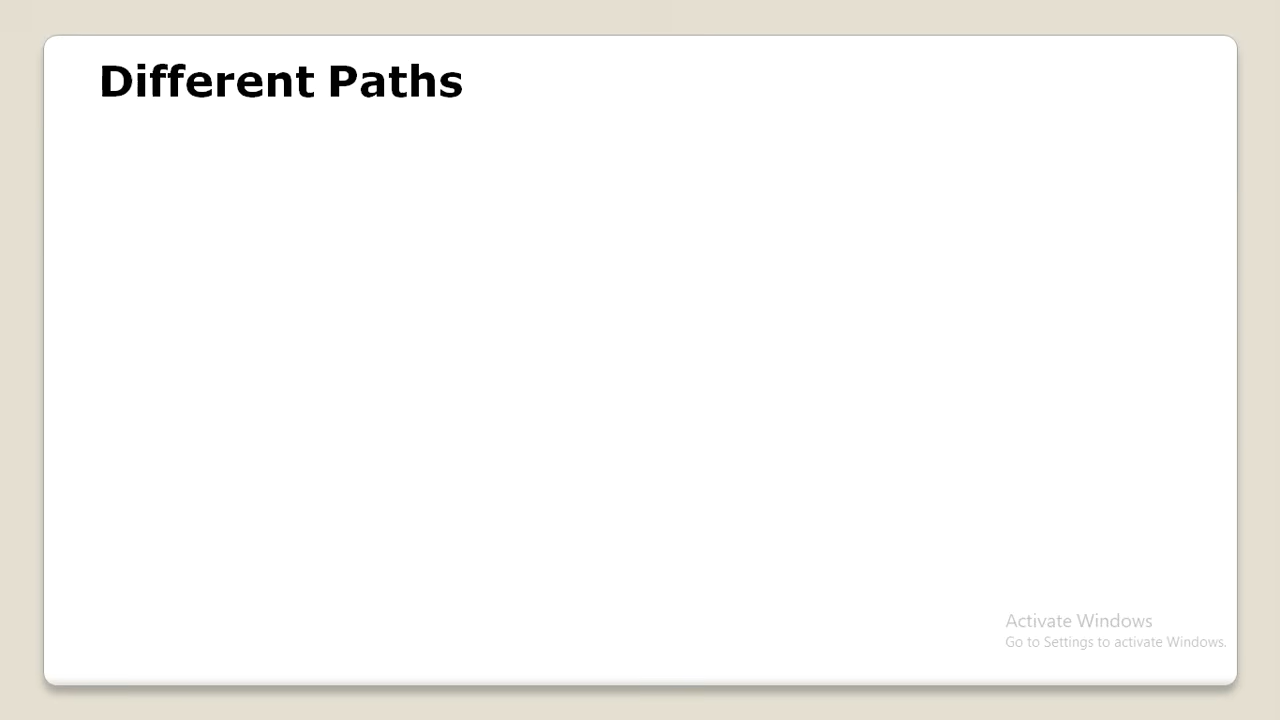 Different Paths
Activate Windows
Go to Settings to activate Windows.